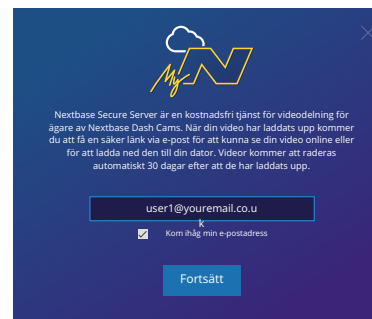 My N
Nextbase Secure Server är en kostnadsfri tjänst för videodelning för
ägare av Nextbase Dash Cams. När din video har laddats upp kommer
du att få en säker länk via e-post för att kunna se din video online eller
för att ladda ned den till din dator. Videor kommer att raderas
automatiskt 30 dagar efter att de har laddats upp.
user1@youremail.co.u
k
Kom ihåg min e-postadress
Fortsätt